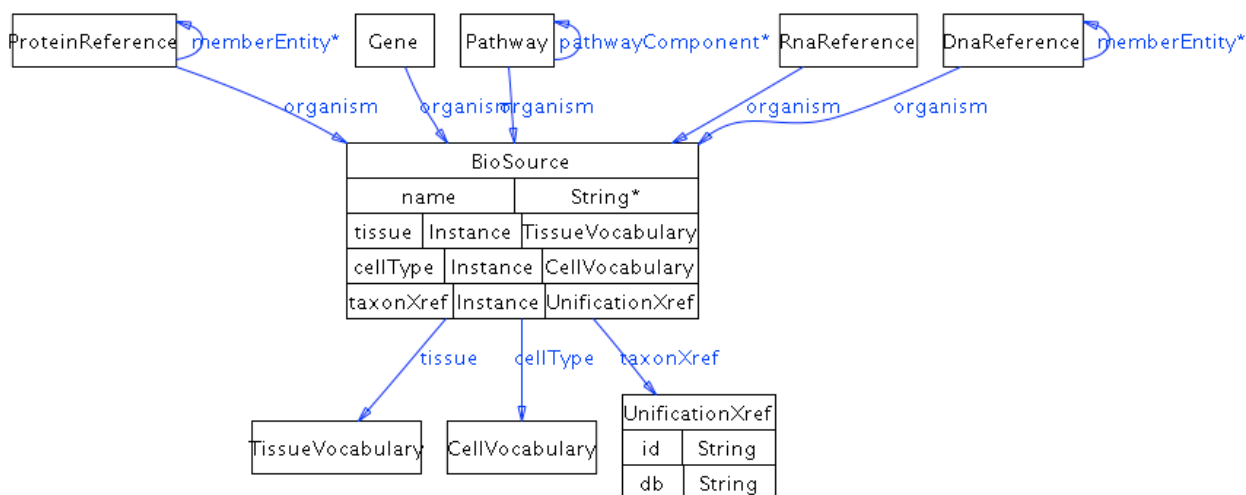 ProteinReference memberEntity* Gene Pathway pathwayComponent* RnaReference DnaReference memberEntity*
organism organism organism organism organism
BioSource
name String*
tissue Instance TissueVocabulary
cellType Instance CellVocabulary
taxonXref Instance UnificationXref
tissue cellType taxonXref
TissueVocabulary CellVocabulary UnificationXref
id String
db String